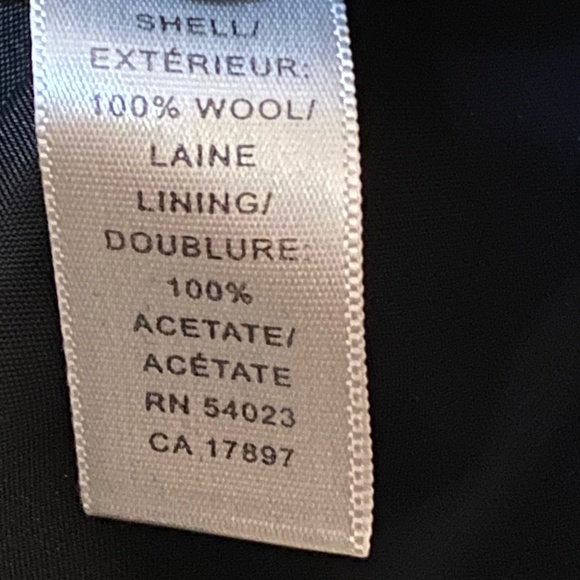 SHELL/
EXTÉRIEUR:
100% WOOL/
LAINE
LINING/
DOUBLURE:
100%
ACETATE/
ACÉTATE
RN 54023
CA 17897